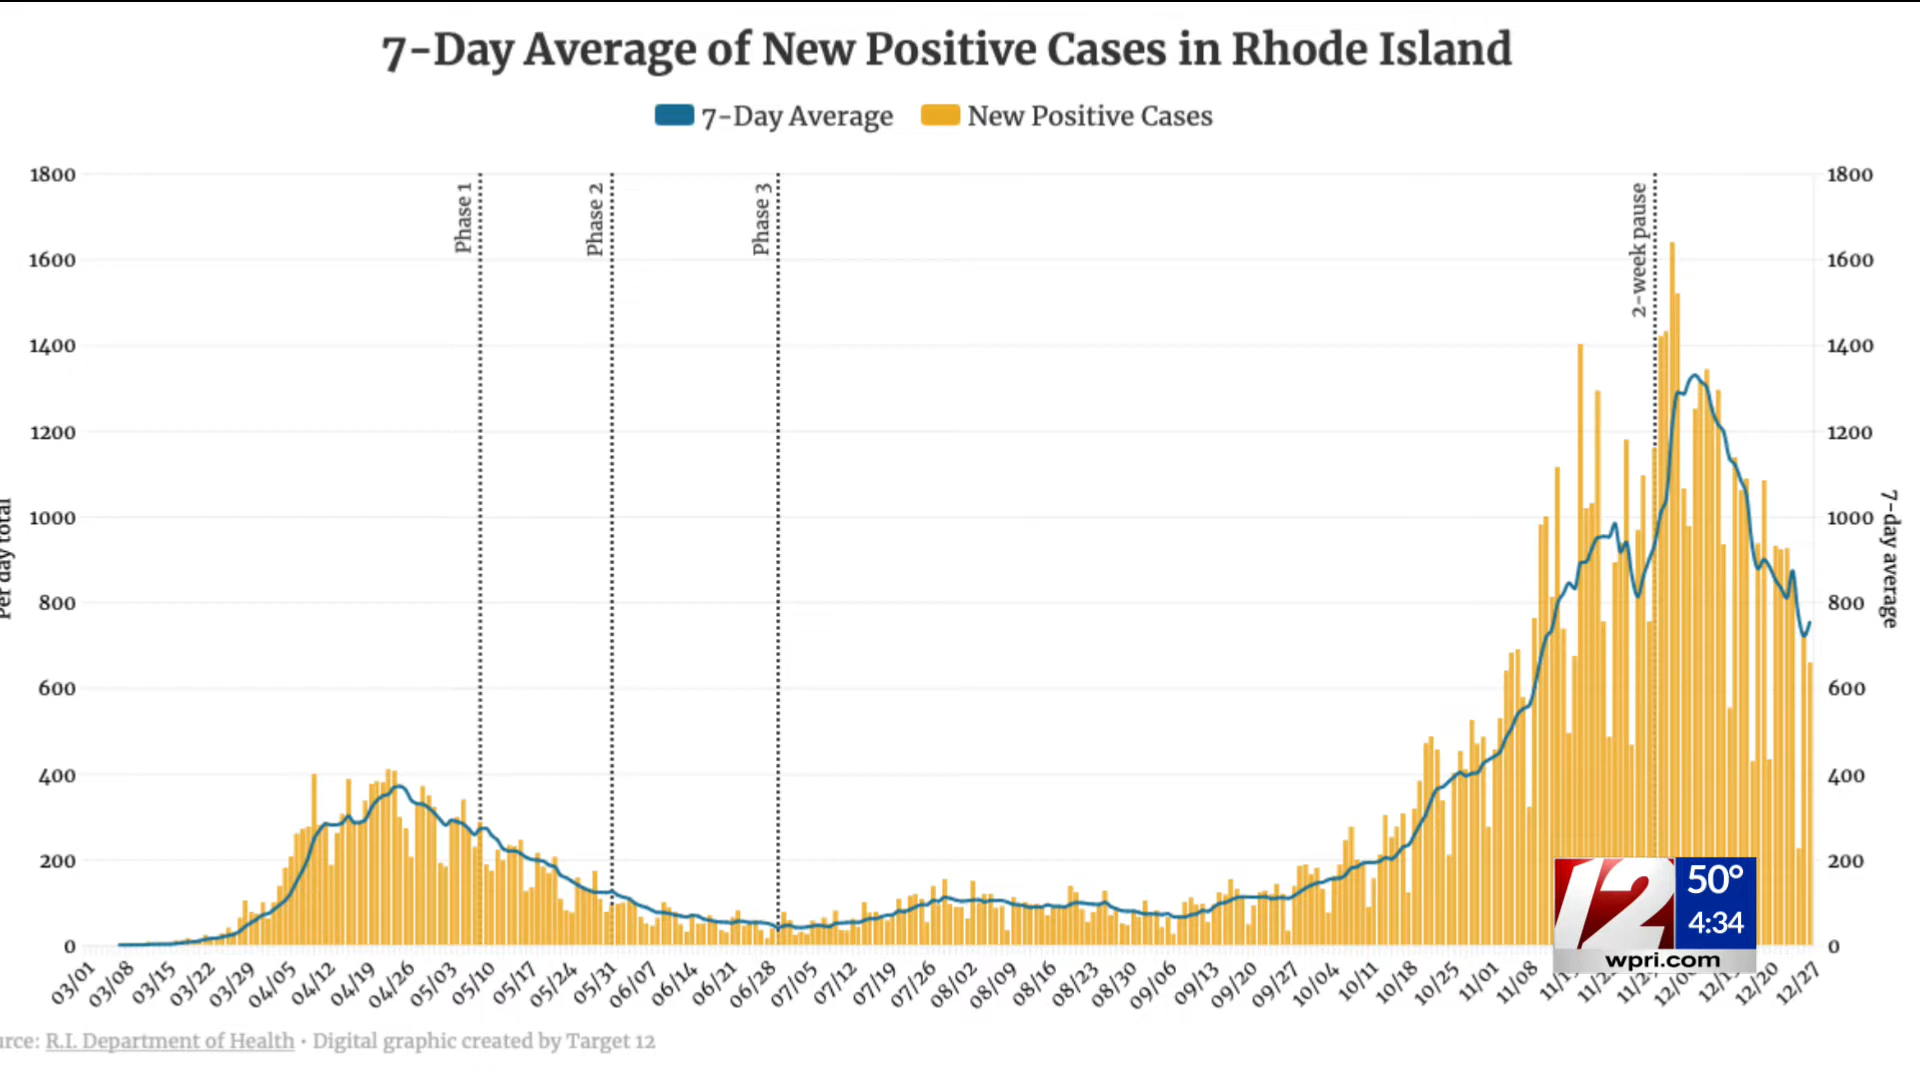 7-Day Average of New Positive Cases in Rhode Island
7-Day Average New Positive Cases
Phase 1
Phase 2
Phase 3
2-week pause
1800 1800
1600 1600
1400 1400
1200 1200
1000 1000
800 800
600 600
400 400
200 200
0 0
Per day total
7-day average
03/01 03/08 03/15 03/22 03/29 04/05 04/12 04/19 04/26 05/03 05/10 05/17 05/24 05/31 06/07 06/14 06/21 06/28 07/05 07/12 07/19 07/26 08/02 08/09 08/16 08/23 08/30 09/06 09/13 09/20 09/27 10/04 10/11 10/18 10/25 11/01 11/08 12/20 12/27
12 50°
4:34
wpri.com
R.I. Department of Health • Digital graphic created by Target 12